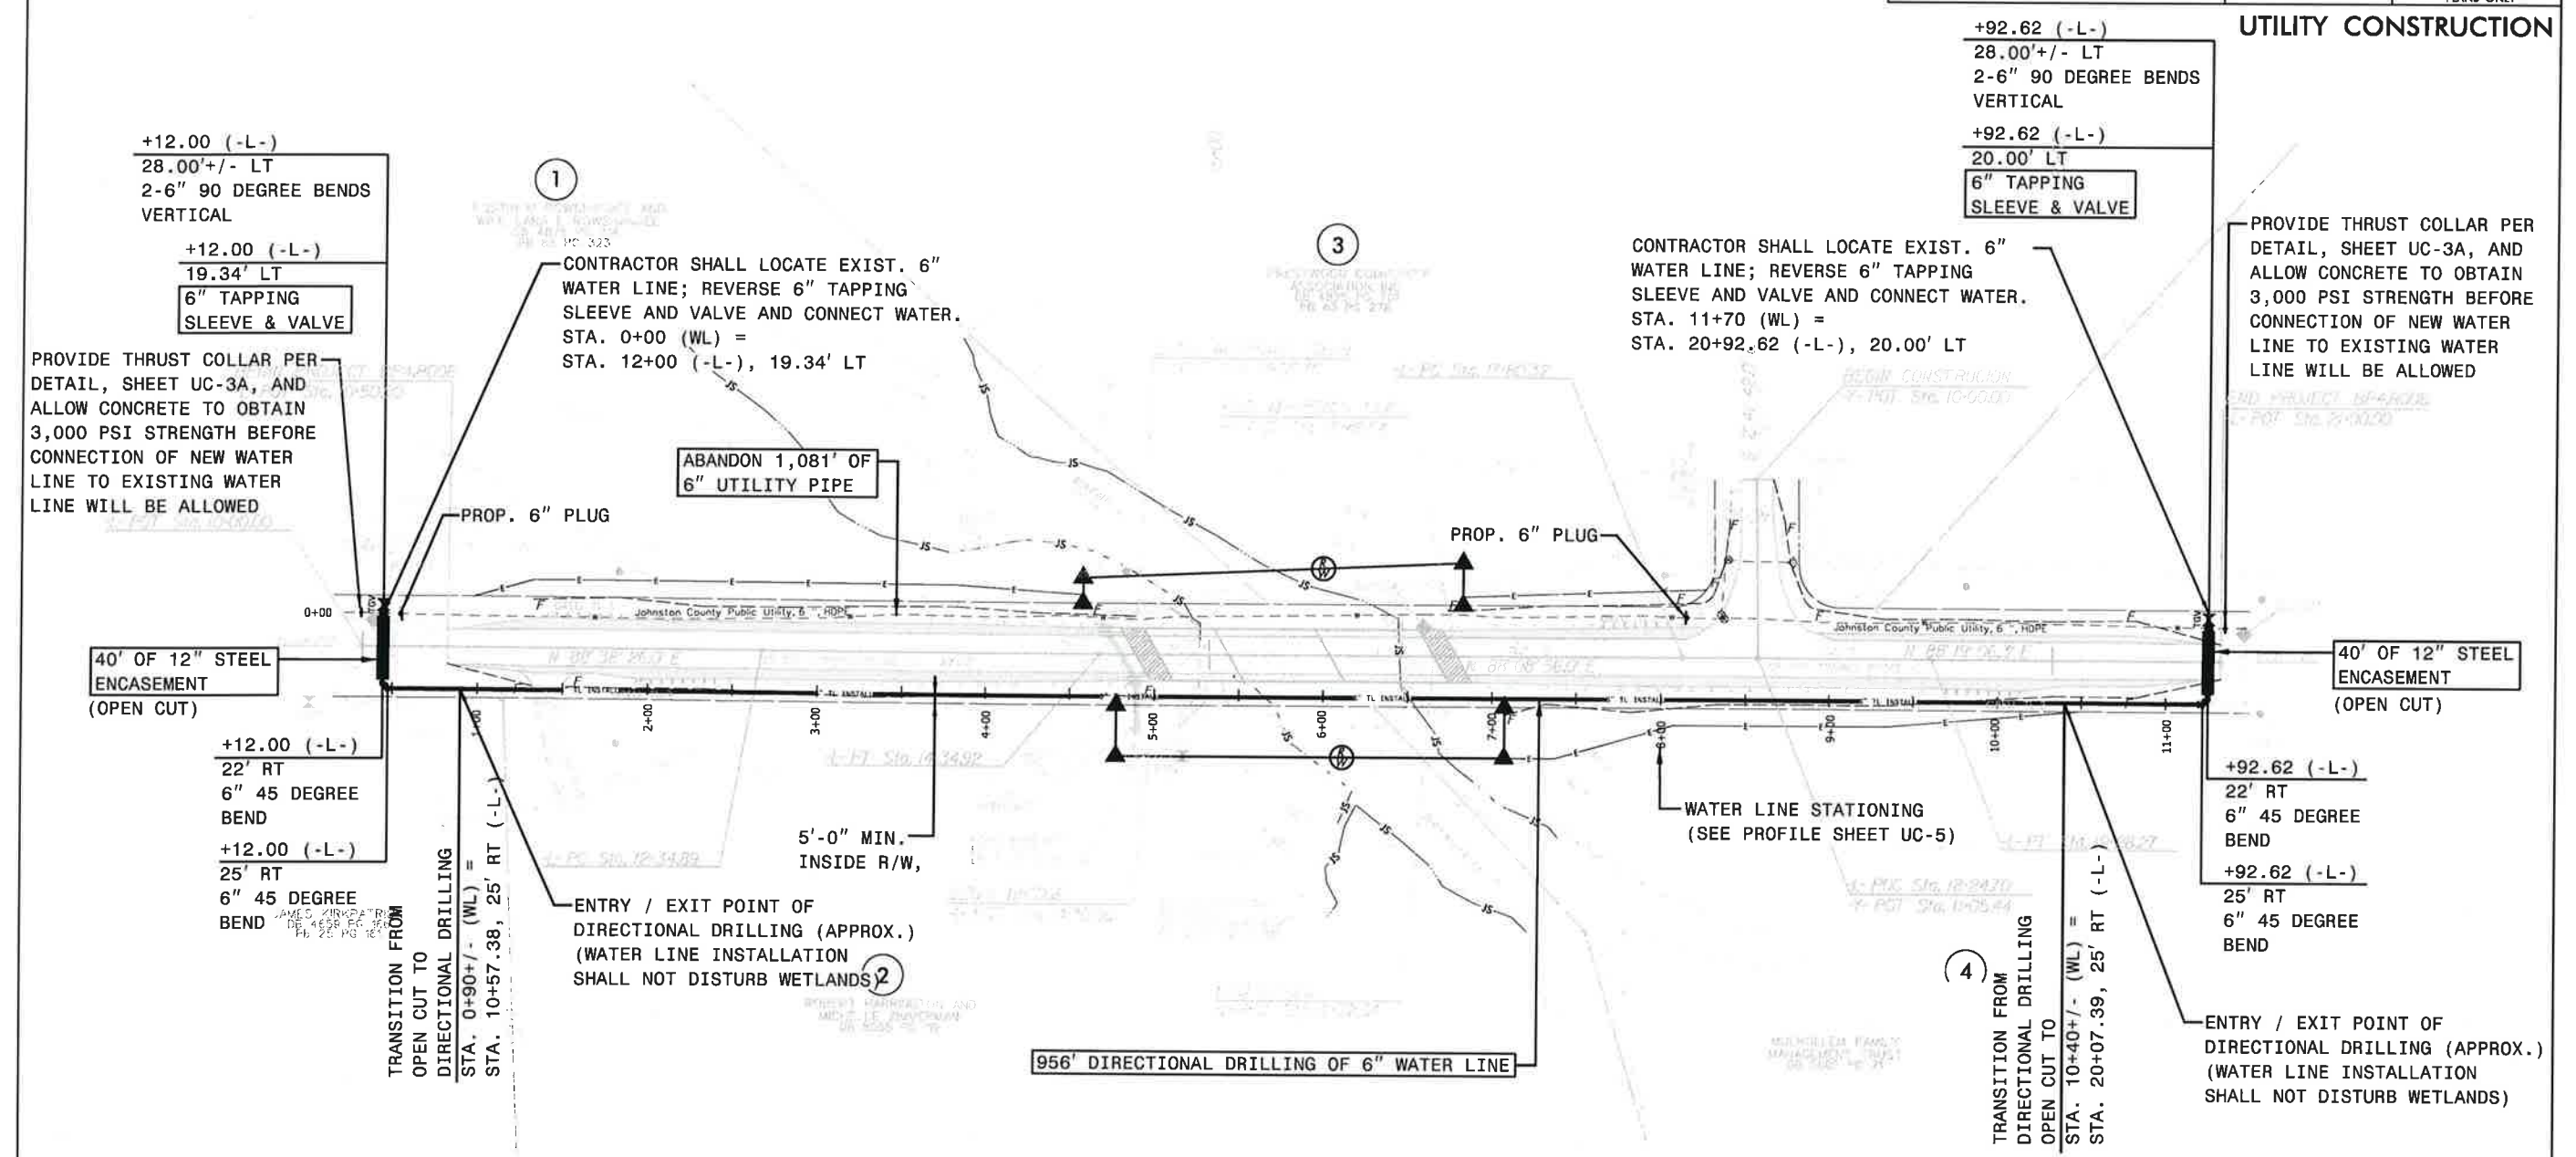 UTILITY CONSTRUCTION
+12.00 (-L-)
28.00'+/- LT
2-6" 90 DEGREE BENDS
VERTICAL
+12.00 (-L-)
19.34' LT
6" TAPPING
SLEEVE & VALVE
PROVIDE THRUST COLLAR PER
DETAIL, SHEET UC-3A, AND
ALLOW CONCRETE TO OBTAIN
3,000 PSI STRENGTH BEFORE
CONNECTION OF NEW WATER
LINE TO EXISTING WATER
LINE WILL BE ALLOWED
1
CONTRACTOR SHALL LOCATE EXIST. 6"
WATER LINE; REVERSE 6" TAPPING
SLEEVE AND VALVE AND CONNECT WATER.
STA. 0+00 (WL) =
STA. 12+00 (-L-), 19.34' LT
ABANDON 1,081' OF
6" UTILITY PIPE
PROP. 6" PLUG
3
+92.62 (-L-)
28.00'+/- LT
2-6" 90 DEGREE BENDS
VERTICAL
+92.62 (-L-)
20.00' LT
6" TAPPING
SLEEVE & VALVE
CONTRACTOR SHALL LOCATE EXIST. 6"
WATER LINE; REVERSE 6" TAPPING
SLEEVE AND VALVE AND CONNECT WATER.
STA. 11+70 (WL) =
STA. 20+92.62 (-L-), 20.00' LT
PROVIDE THRUST COLLAR PER
DETAIL, SHEET UC-3A, AND
ALLOW CONCRETE TO OBTAIN
3,000 PSI STRENGTH BEFORE
CONNECTION OF NEW WATER
LINE TO EXISTING WATER
LINE WILL BE ALLOWED
PROP. 6" PLUG
0+00
Johnston County Public Utility, 6", HDPE
Johnston County Public Utility, 6", HDPE
40' OF 12" STEEL
ENCASEMENT
(OPEN CUT)
40' OF 12" STEEL
ENCASEMENT
(OPEN CUT)
1+00
2+00
3+00
4+00
5+00
6+00
7+00
8+00
9+00
10+00
11+00
+12.00 (-L-)
22' RT
6" 45 DEGREE
BEND
+12.00 (-L-)
25' RT
6" 45 DEGREE
BEND
TRANSITION FROM
OPEN CUT TO
DIRECTIONAL DRILLING
STA. 0+90+/- (WL) =
STA. 10+57.38, 25' RT (-L-)
ENTRY / EXIT POINT OF
DIRECTIONAL DRILLING (APPROX.)
(WATER LINE INSTALLATION
SHALL NOT DISTURB WETLANDS)
2
5'-0" MIN.
INSIDE R/W,
956' DIRECTIONAL DRILLING OF 6" WATER LINE
WATER LINE STATIONING
(SEE PROFILE SHEET UC-5)
4
TRANSITION FROM
DIRECTIONAL DRILLING
OPEN CUT TO
STA. 10+40+/- (WL) =
STA. 20+07.39, 25' RT (-L-)
+92.62 (-L-)
22' RT
6" 45 DEGREE
BEND
+92.62 (-L-)
25' RT
6" 45 DEGREE
BEND
ENTRY / EXIT POINT OF
DIRECTIONAL DRILLING (APPROX.)
(WATER LINE INSTALLATION
SHALL NOT DISTURB WETLANDS)